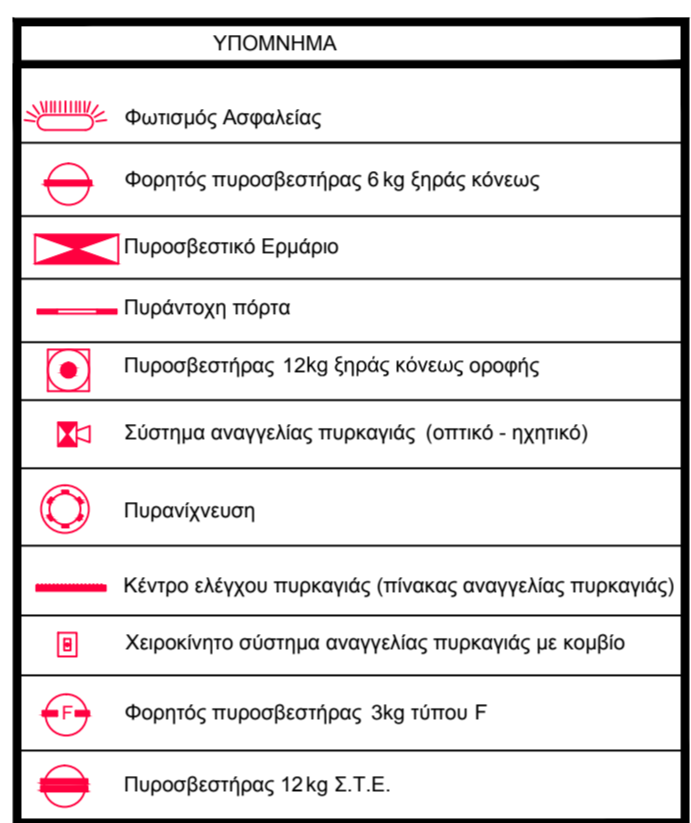 ΥΠΟΜΝΗΜΑ
Φωτισμός Ασφαλείας
Φορητός πυροσβεστήρας 6 kg ξηράς κόνεως
Πυροσβεστικό Ερμάριο
Πυράντοχη πόρτα
Πυροσβεστήρας 12kg ξηράς κόνεως οροφής
Σύστημα αναγγελίας πυρκαγιάς (οπτικό - ηχητικό)
Πυρανίχνευση
Κέντρο ελέγχου πυρκαγιάς (πίνακας αναγγελίας πυρκαγιάς)
Χειροκίνητο σύστημα αναγγελίας πυρκαγιάς με κομβίο
F Φορητός πυροσβεστήρας 3kg τύπου F
Πυροσβεστήρας 12 kg Σ.Τ.Ε.